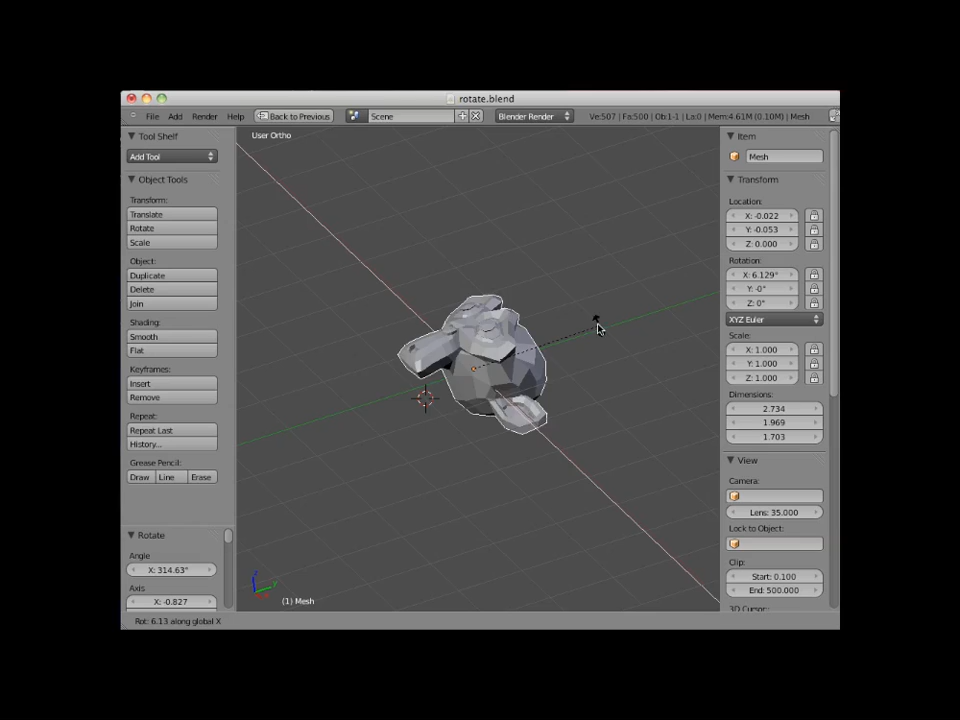 rotate.blend
File Add Render Help Back to Previous Scene Blender Render Ve:507 | Fa:500 | Ob:1-1 | La:0 | Mem:4.61M (0.10M) | Mesh
Tool Shelf
Add Tool
Object Tools
Transform:
Translate
Rotate
Scale
Object:
Duplicate
Delete
Join
Shading:
Smooth
Flat
Keyframes:
Insert
Remove
Repeat:
Repeat Last
History...
Grease Pencil:
Draw Line Erase
Rotate
Angle
X: 314.63°
Axis
X: -0.827
User Ortho
z
y
(1) Mesh
Item
Mesh
Transform
Location:
X: -0.022
Y: -0.053
Z: 0.000
Rotation:
X: 6.129°
Y: -0°
Z: 0°
XYZ Euler
Scale:
X: 1.000
Y: 1.000
Z: 1.000
Dimensions:
2.734
1.969
1.703
View
Camera:
Lens: 35.000
Lock to Object:
Clip:
Start: 0.100
End: 500.000
3D Cursor:
Rot: 6.13 along global X